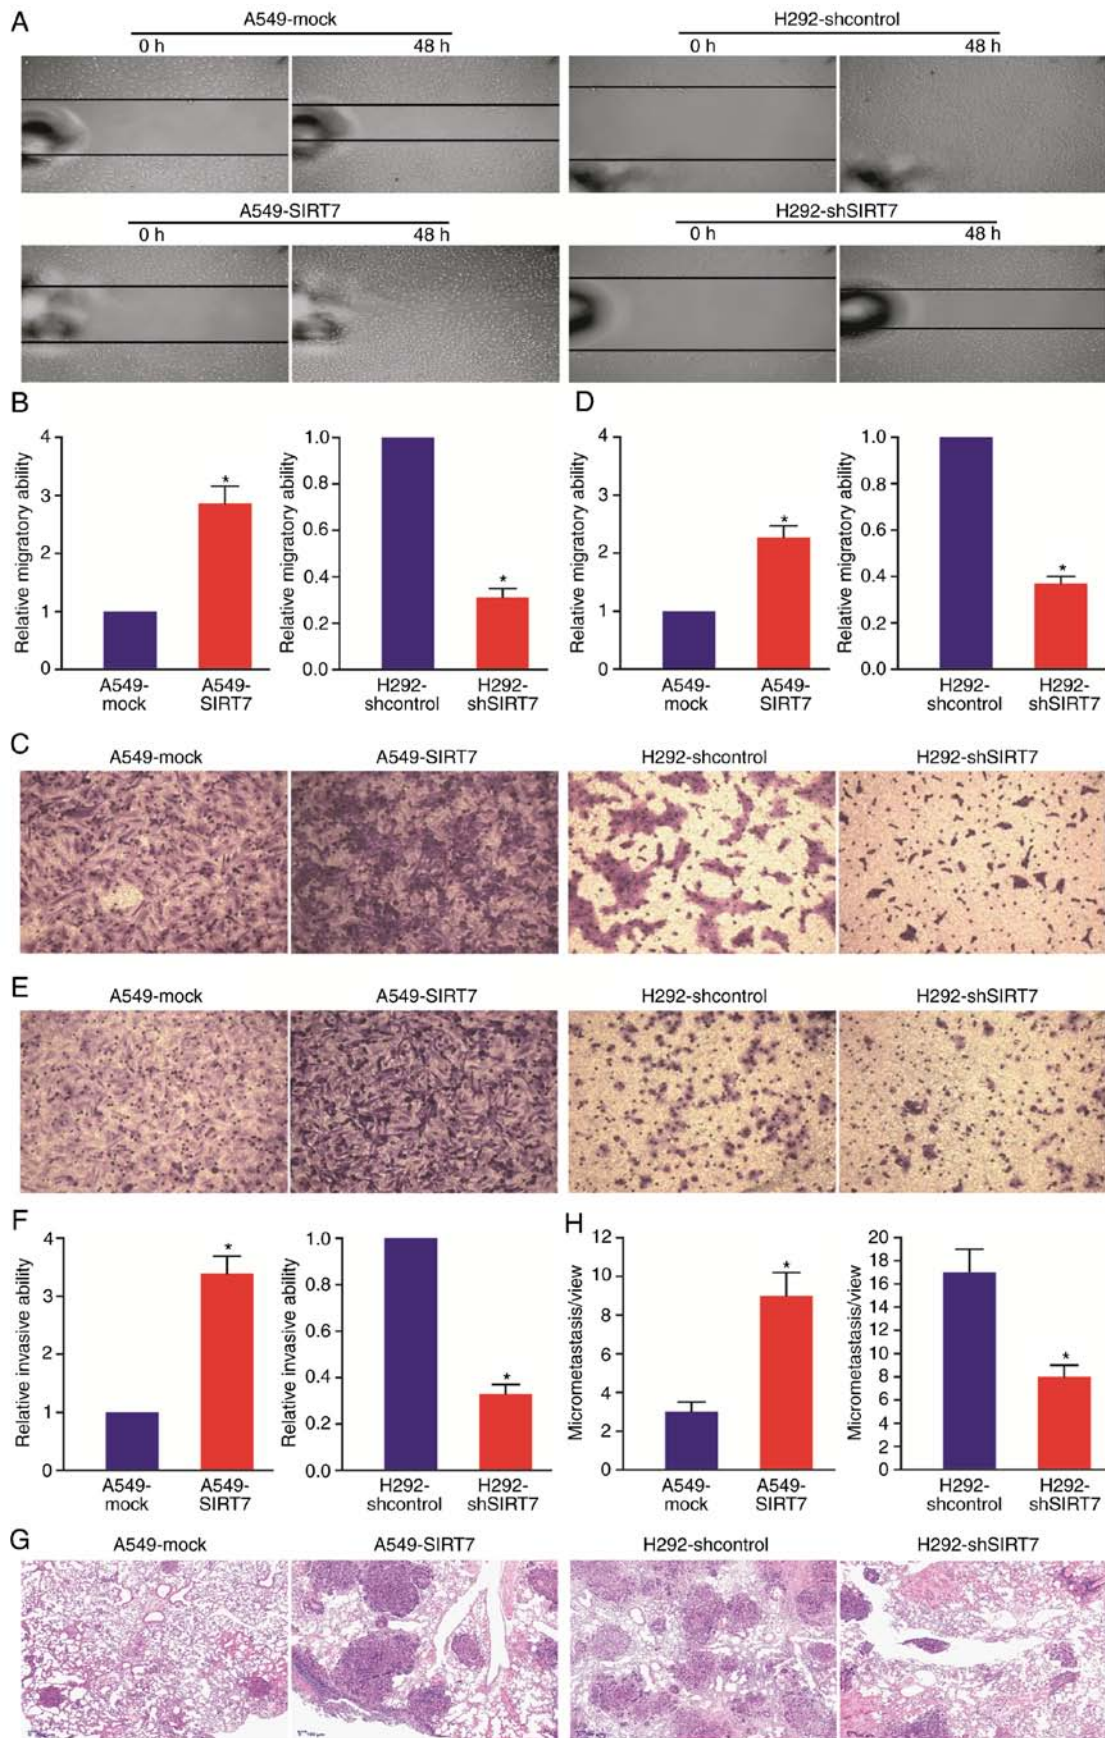 A
A549-mock
0 h 48 h
H292-shcontrol
0 h 48 h
A549-SIRT7
0 h 48 h
H292-shSIRT7
0 h 48 h
B
Relative migratory ability
4
3
2
1
0
*
A549-
mock
A549-
SIRT7
Relative migratory ability
1.0
0.8
0.6
0.4
0.2
0.0
*
H292-
shcontrol
H292-
shSIRT7
D
Relative migratory ability
4
3
2
1
0
*
A549-
mock
A549-
SIRT7
Relative migratory ability
1.0
0.8
0.6
0.4
0.2
0.0
*
H292-
shcontrol
H292-
shSIRT7
C
A549-mock A549-SIRT7 H292-shcontrol H292-shSIRT7
E
A549-mock A549-SIRT7 H292-shcontrol H292-shSIRT7
F
Relative invasive ability
4
3
2
1
0
*
A549-
mock
A549-
SIRT7
Relative invasive ability
1.0
0.8
0.6
0.4
0.2
0.0
*
H292-
shcontrol
H292-
shSIRT7
H
Micrometastasis/view
12
10
8
6
4
2
0
*
A549-
mock
A549-
SIRT7
Micrometastasis/view
20
18
16
14
12
10
8
6
4
2
0
*
H292-
shcontrol
H292-
shSIRT7
G
A549-mock A549-SIRT7 H292-shcontrol H292-shSIRT7